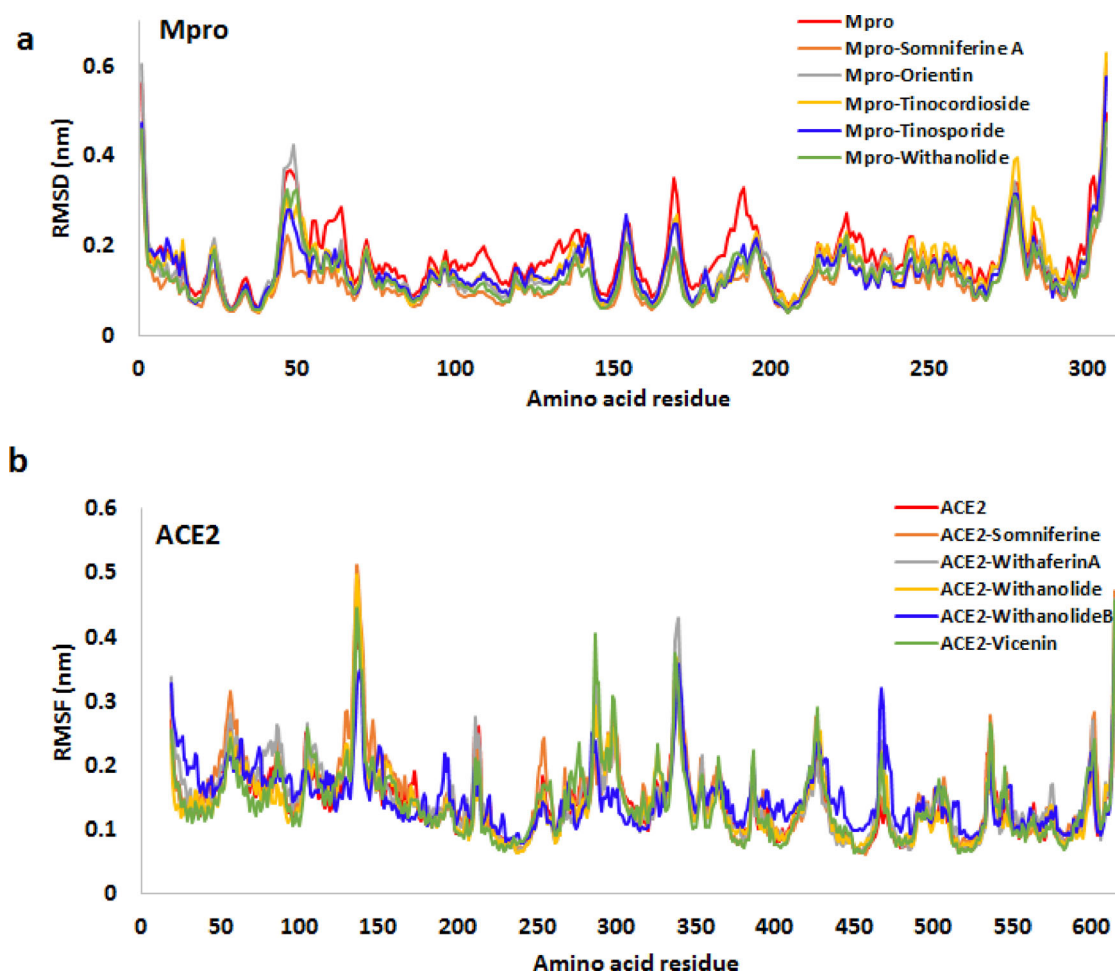 a
Mpro
Mpro
Mpro-Somniferine A
Mpro-Orientin
Mpro-Tinocordioside
Mpro-Tinosporide
Mpro-Withanolide
RMSD (nm)
0.6
0.4
0.2
0
0 50 100 150 200 250 300
Amino acid residue
b
ACE2
ACE2
ACE2-Somniferine
ACE2-WithaferinA
ACE2-Withanolide
ACE2-WithanolideB
ACE2-Vicenin
RMSF (nm)
0.6
0.5
0.4
0.3
0.2
0.1
0
0 50 100 150 200 250 300 350 400 450 500 550 600
Amino acid residue